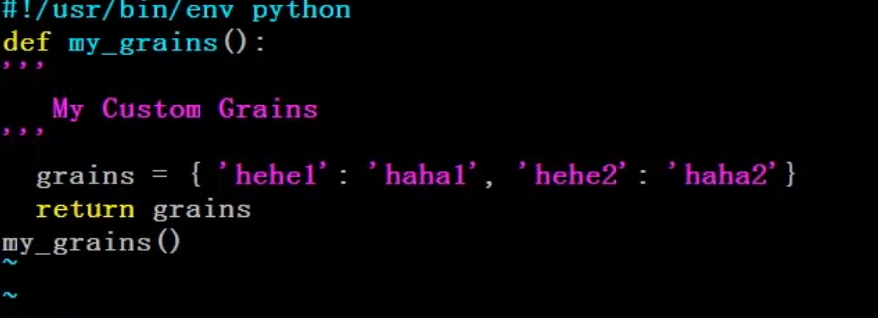 #!/usr/bin/env python
def my_grains():
'''
   My Custom Grains
'''
  grains = { 'hehe1': 'haha1', 'hehe2': 'haha2'}
  return grains
my_grains()
~
~